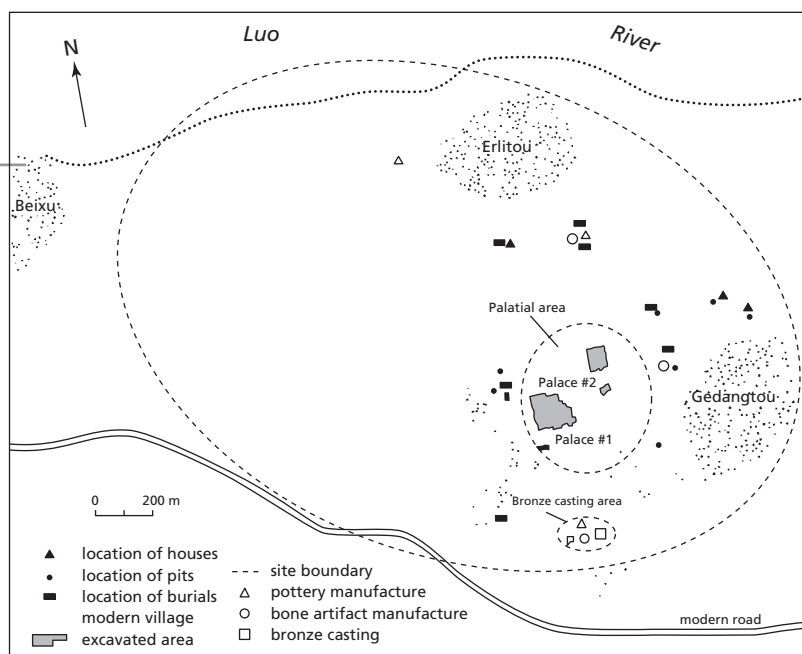 Luo River
N
Erlitou
Beixu
Palatial area
Palace #2
Gedangtou
Palace #1
Bronze casting area
0 200 m
location of houses
location of pits
location of burials
modern village
excavated area
site boundary
pottery manufacture
bone artifact manufacture
bronze casting
modern road